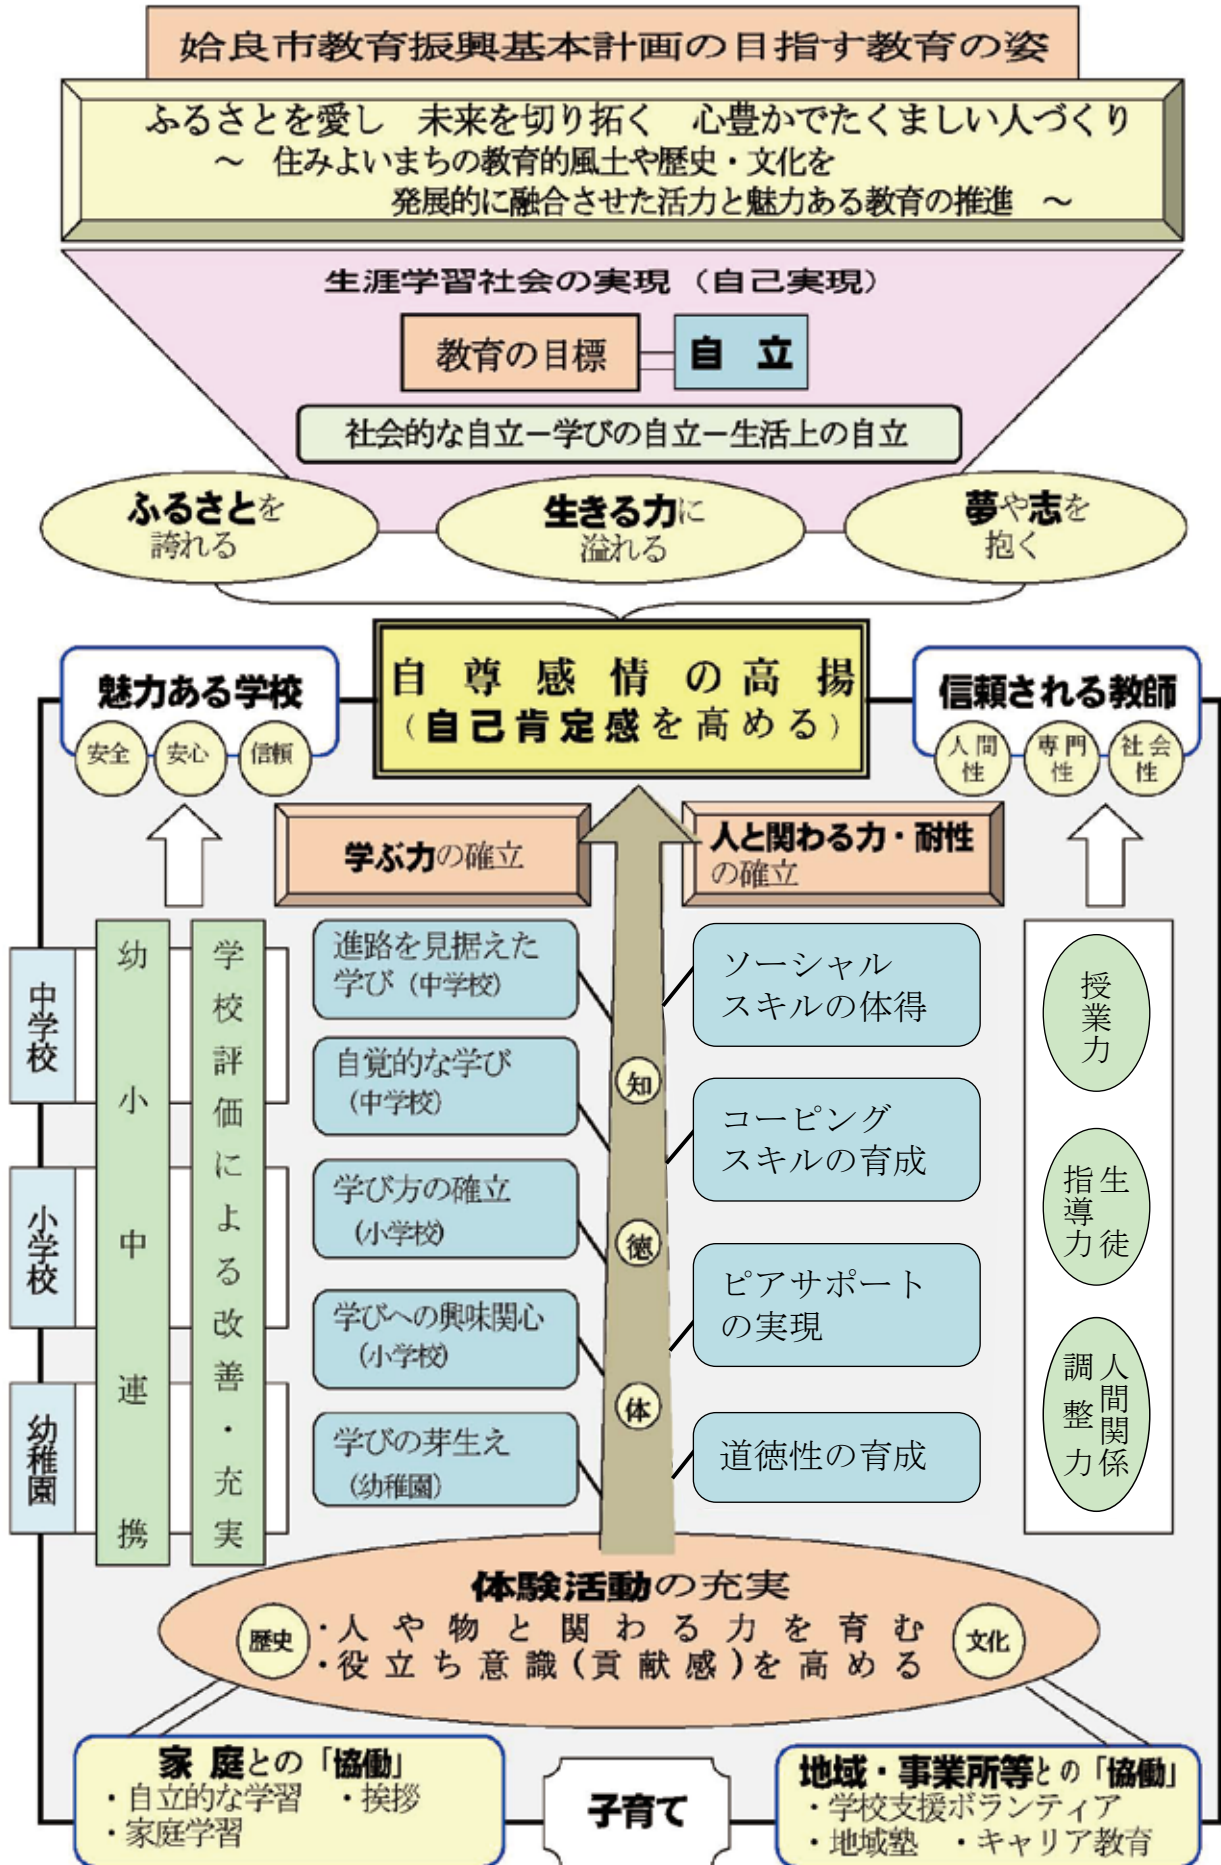 姶良市教育振興基本計画の目指す教育の姿
ふるさとを愛し　未来を切り拓く　心豊かでたくましい人づくり
～　住みよいまちの教育的風土や歴史・文化を
発展的に融合させた活力と魅力ある教育の推進　～
生涯学習社会の実現（自己実現）
教育の目標
自　立
社会的な自立－学びの自立－生活上の自立
ふるさとを
誇れる
生きる力に
溢れる
夢や志を
抱く
自尊感情の高揚
（自己肯定感を高める）
魅力ある学校
安全
安心
信頼
信頼される教師
人間
性
専門
性
社会
性
学ぶ力の確立
人と関わる力・耐性
の確立
中学校
小学校
幼稚園
幼小中連携
学校評価による改善・充実
進路を見据えた
学び（中学校）
自覚的な学び
（中学校）
学び方の確立
（小学校）
学びへの興味関心
（小学校）
学びの芽生え
（幼稚園）
知
徳
体
ソーシャル
スキルの体得
コーピング
スキルの育成
ピアサポート
の実現
道徳性の育成
授業力
生徒
指導力
人間関係
調整力
体験活動の充実
・人や物と関わる力を育む
・役立ち意識(貢献感)を高める
歴史
文化
家庭との「協働」
・自立的な学習　・挨拶
・家庭学習
子育て
地域・事業所等との「協働」
・学校支援ボランティア
・地域塾　・キャリア教育